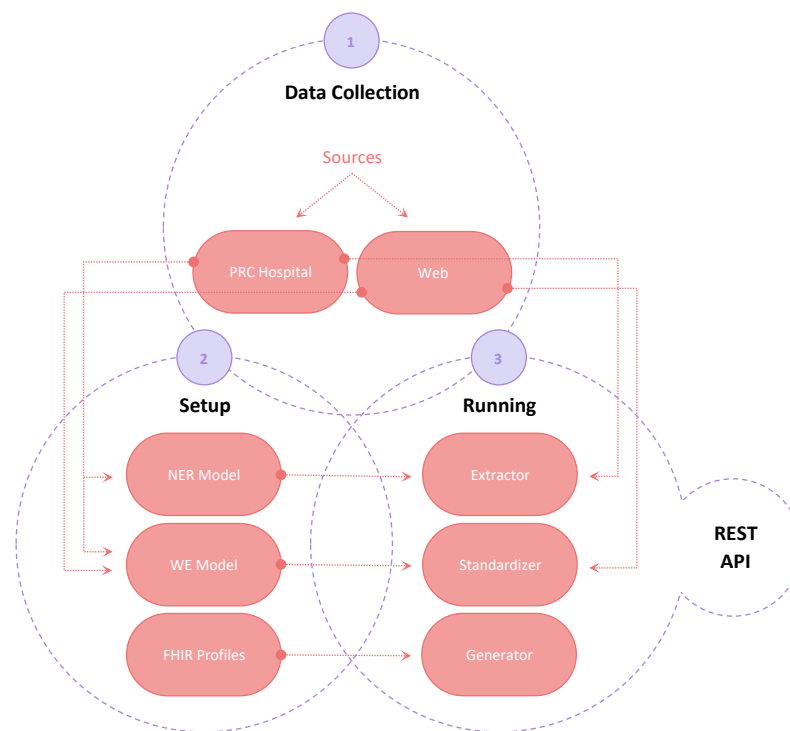 1
Data Collection
Sources
PRC Hospital
Web
2
Setup
3
Running
NER Model
Extractor
WE Model
Standardizer
FHIR Profiles
Generator
REST
API